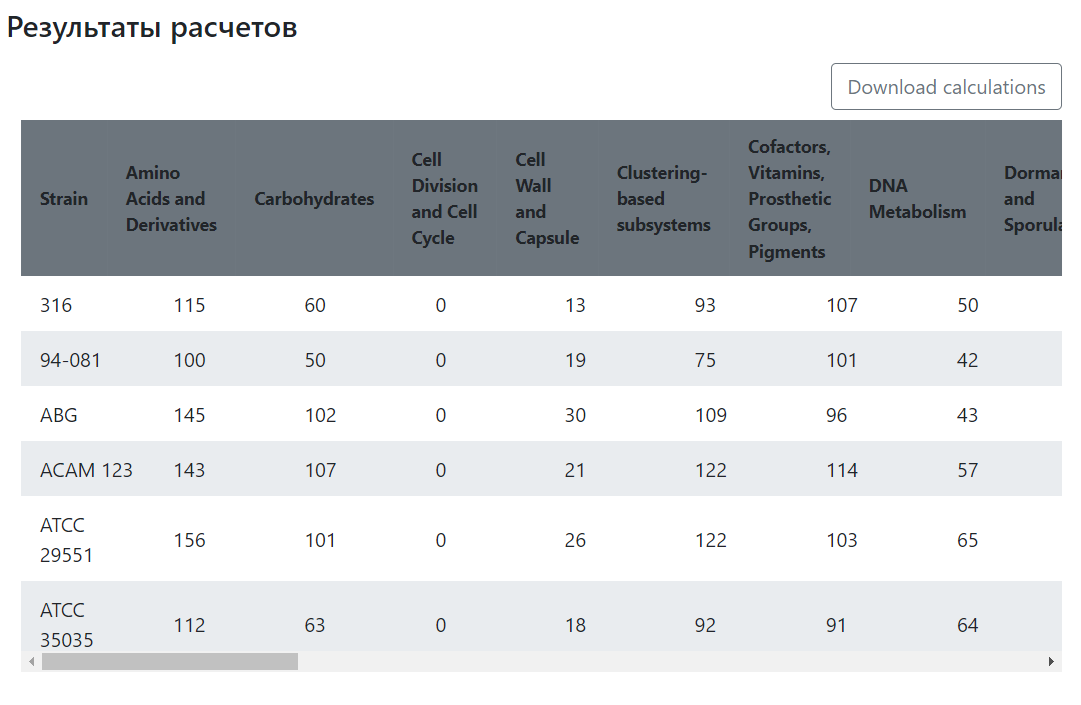 Результаты расчетов
Download calculations
Strain
Amino
Acids and
Derivatives
Carbohydrates
Cell
Division
and Cell
Cycle
Cell
Wall
and
Capsule
Clustering-
based
subsystems
Cofactors,
Vitamins,
Prosthetic
Groups,
Pigments
DNA
Metabolism
Dorma
and
Sporula
316 115 60 0 13 93 107 50
94-081 100 50 0 19 75 101 42
ABG 145 102 0 30 109 96 43
ACAM 123 143 107 0 21 122 114 57
ATCC
29551
156 101 0 26 122 103 65
ATCC
35035
112 63 0 18 92 91 64